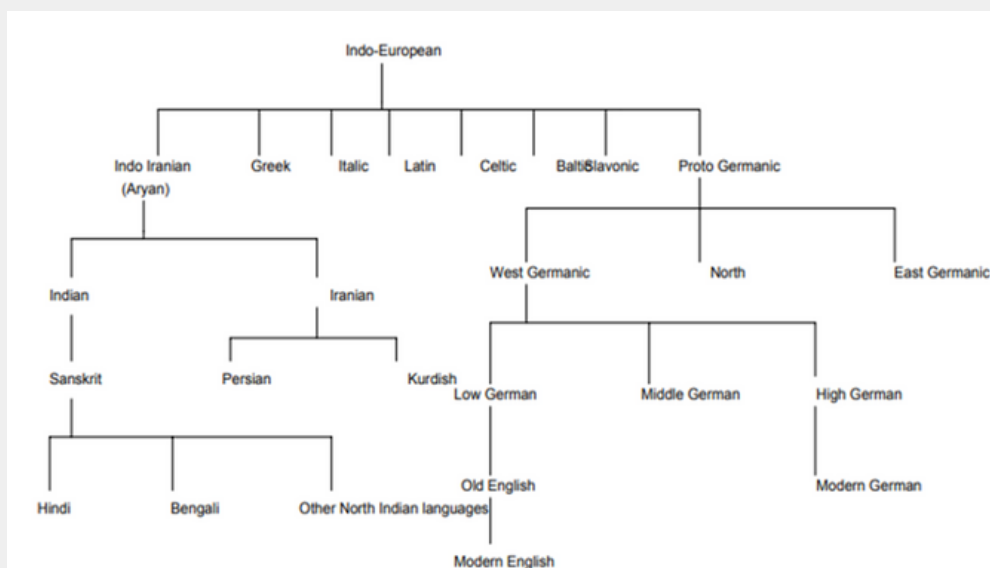 Indo-European
Indo Iranian Greek Italic Latin Celtic Baltic Slavonic Proto Germanic
(Aryan)
West Germanic North East Germanic
Indian Iranian
Sanskrit Persian Kurdish
Low German Middle German High German
Old English Modern German
Hindi Bengali Other North Indian languages
Modern English